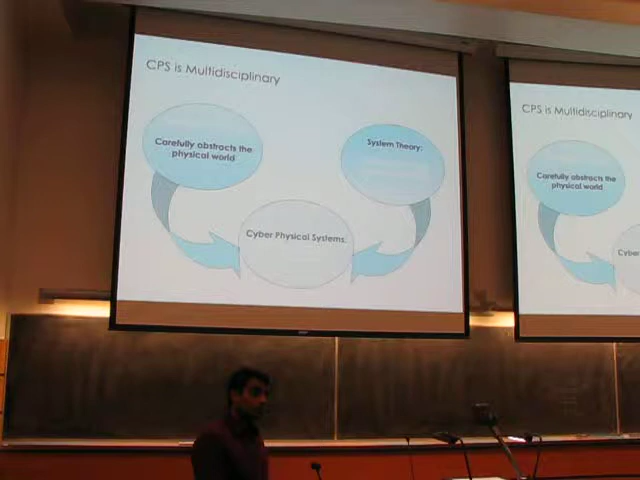 CPS is Multidisciplinary
Carefully abstracts the
physical world
System Theory:
Cyber Physical Systems:
CPS is Multidisciplinary
Carefully abstracts the
physical world
Cyber